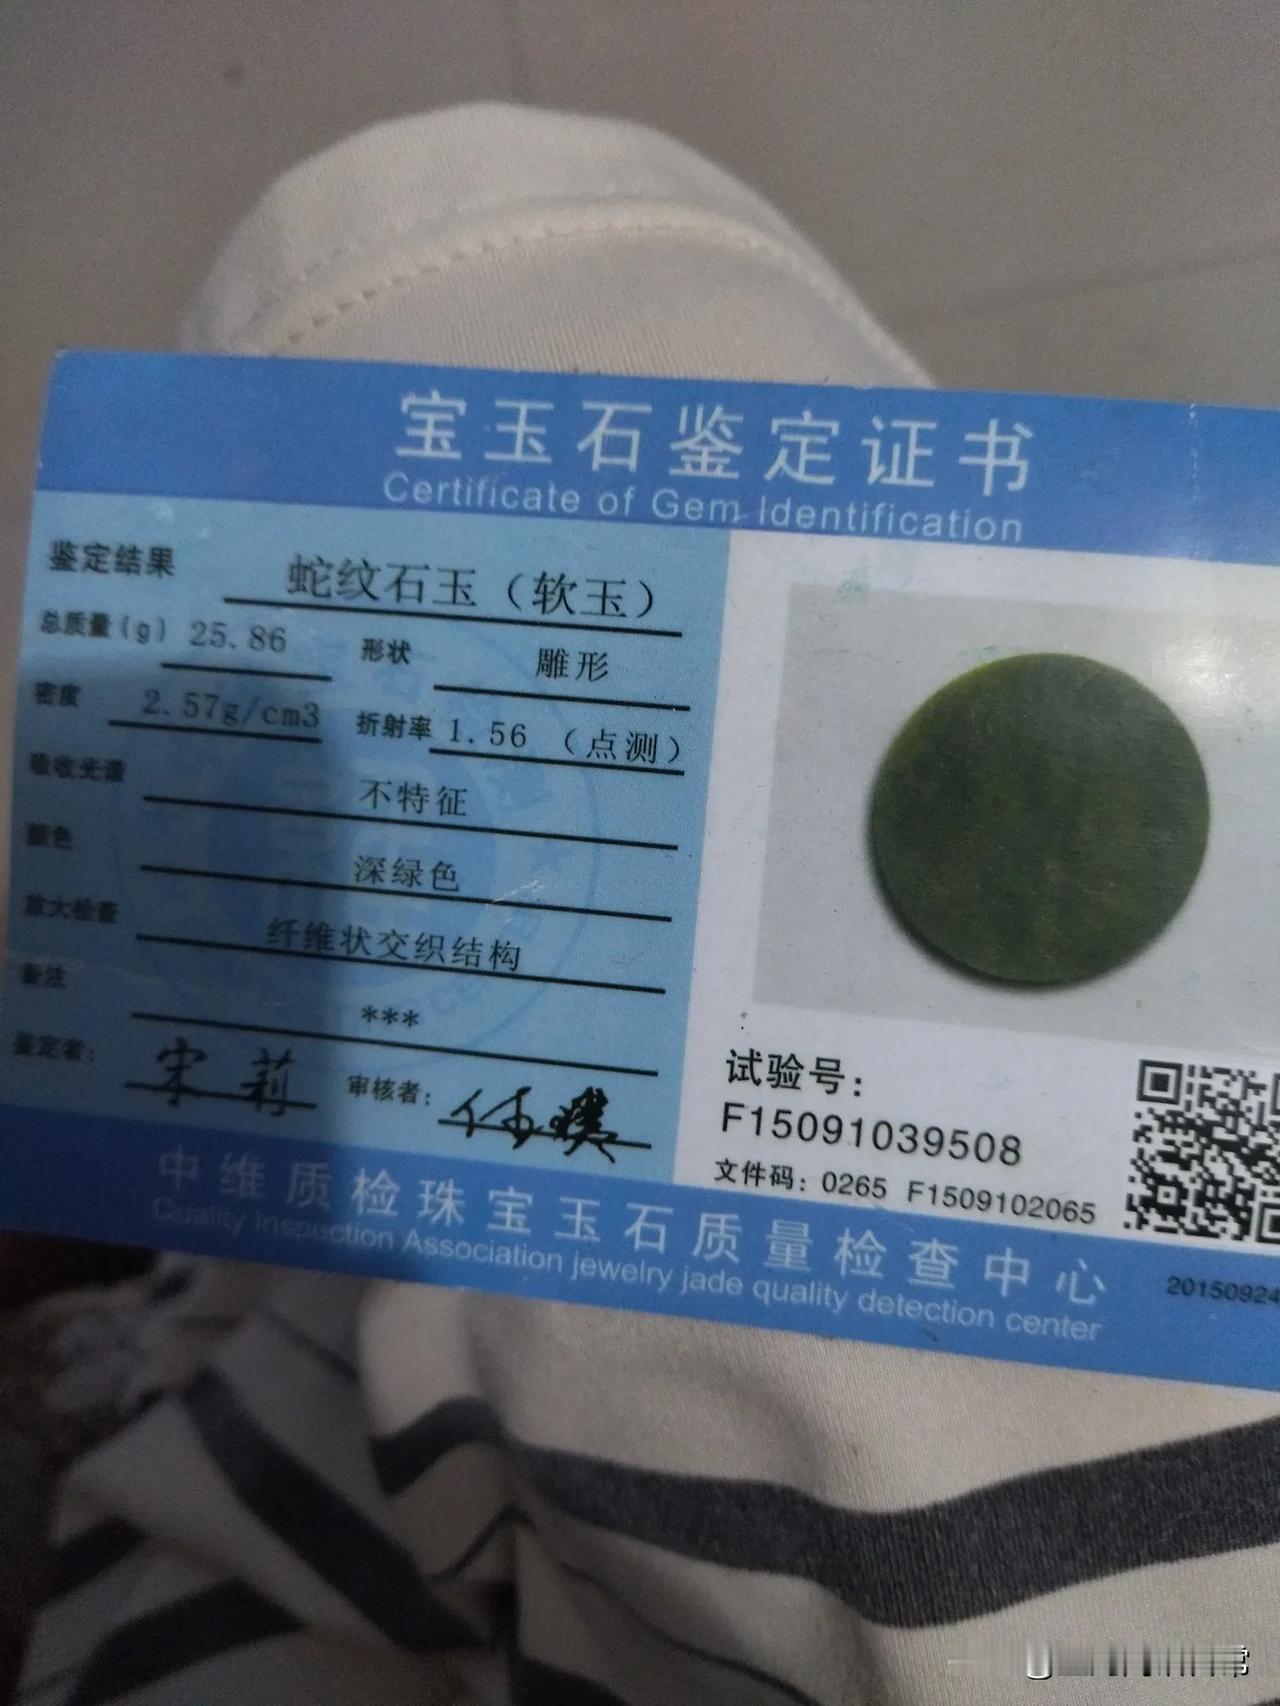 宝玉石鉴定证书
Certificate of Gem Identification
鉴定结果 蛇纹石玉（软玉）
总质量(g) 25.86 形状 雕形
密度 2.57g/cm3 折射率 1.56 （点测）
吸收光谱 不特征
颜色 深绿色
放大检查 纤维状交织结构
备注 ***
鉴定者: 宋莉 审核者:
试验号:
F15091039508
文件码: 0265 F1509102065
中维质检珠宝玉石质量检查中心
Quality Inspection Association jewelry jade quality detection center
20150924